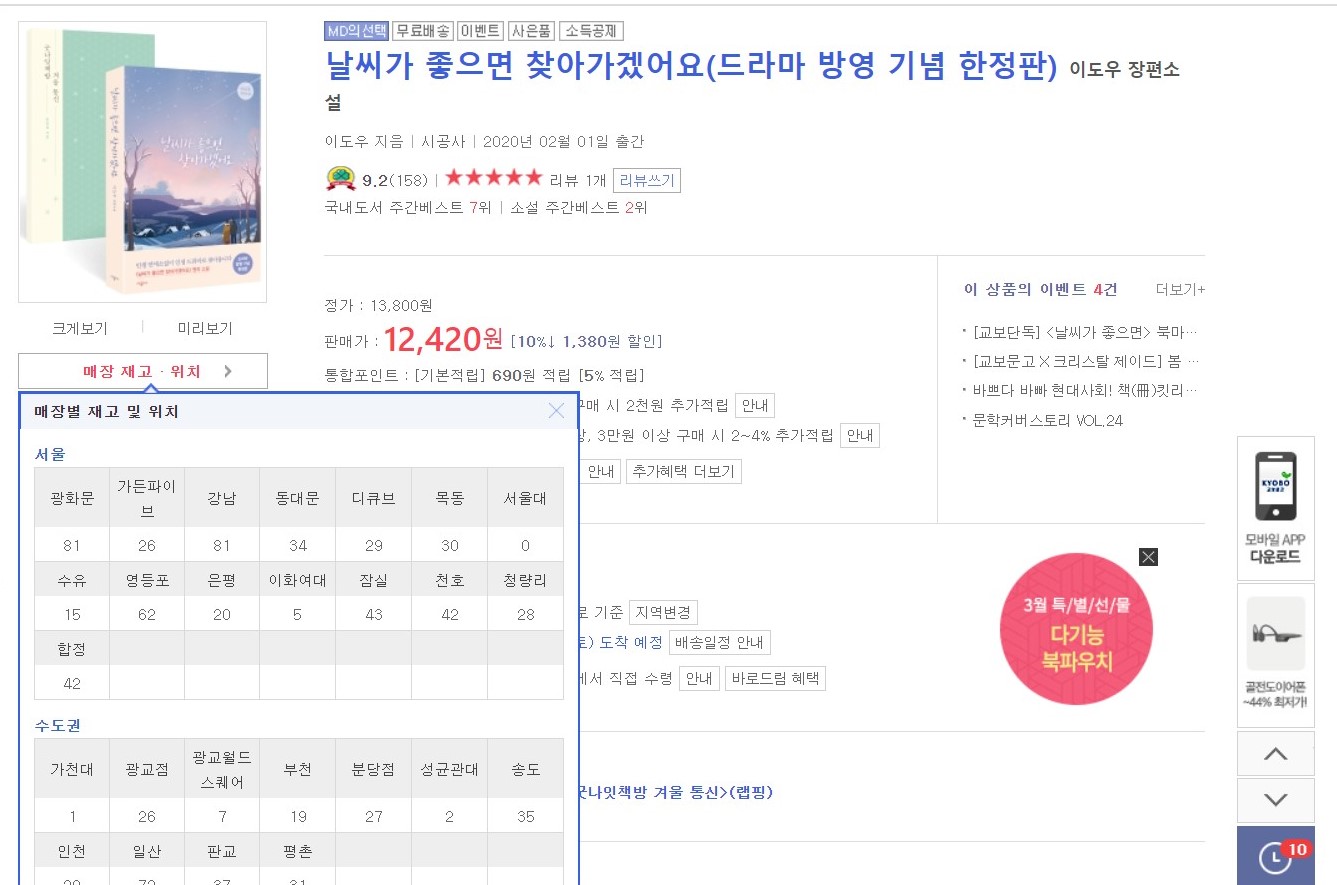 MD의선택 무료배송 이벤트 사은품 소득공제
날씨가 좋으면 찾아가겠어요(드라마 방영 기념 한정판) 이도우 장편소
설
이도우 지음 | 시공사 | 2020년 02월 01일 출간
9.2(158) | ★★★★★ 리뷰 1개 리뷰쓰기
국내도서 주간베스트 7위 | 소설 주간베스트 2위
날씨가 좋으면
찾아가겠어요
크게보기 | 미리보기
매장 재고 · 위치
정가 : 13,800원
판매가 : 12,420원 [10%↓ 1,380원 할인]
통합포인트 : [기본적립] 690원 적립 [5% 적립]
구매 시 2천원 추가적립 안내
, 3만원 이상 구매 시 2~4% 추가적립 안내
안내 추가혜택 더보기
이 상품의 이벤트 4건 더보기+
· [교보단독] <날씨가 좋으면> 북마…
· [교보문고 X 크리스탈 제이드] 봄 …
· 바쁘다 바빠 현대사회! 책(冊)킷리…
· 문학커버스토리 VOL.24
매장별 재고 및 위치
서울
광화문 가든파이브 강남 동대문 디큐브 목동 서울대
81 26 81 34 29 30 0
수유 영등포 은평 이화여대 잠실 천호 청량리
15 62 20 5 43 42 28
합정
42
수도권
가천대 광교점 광교월드스퀘어 부천 분당점 성균관대 송도
1 26 7 19 27 2 35
인천 일산 판교 평촌
기준 지역변경
도착 예정 배송일정 안내
에서 직접 수령 안내 바로드림 혜택
굿나잇책방 겨울 통신>(랩핑)
3월 특/별/선/물
다기능
북파우치
KYOBO
모바일 APP
다운로드
골전도이어폰
~44% 최저가!
10